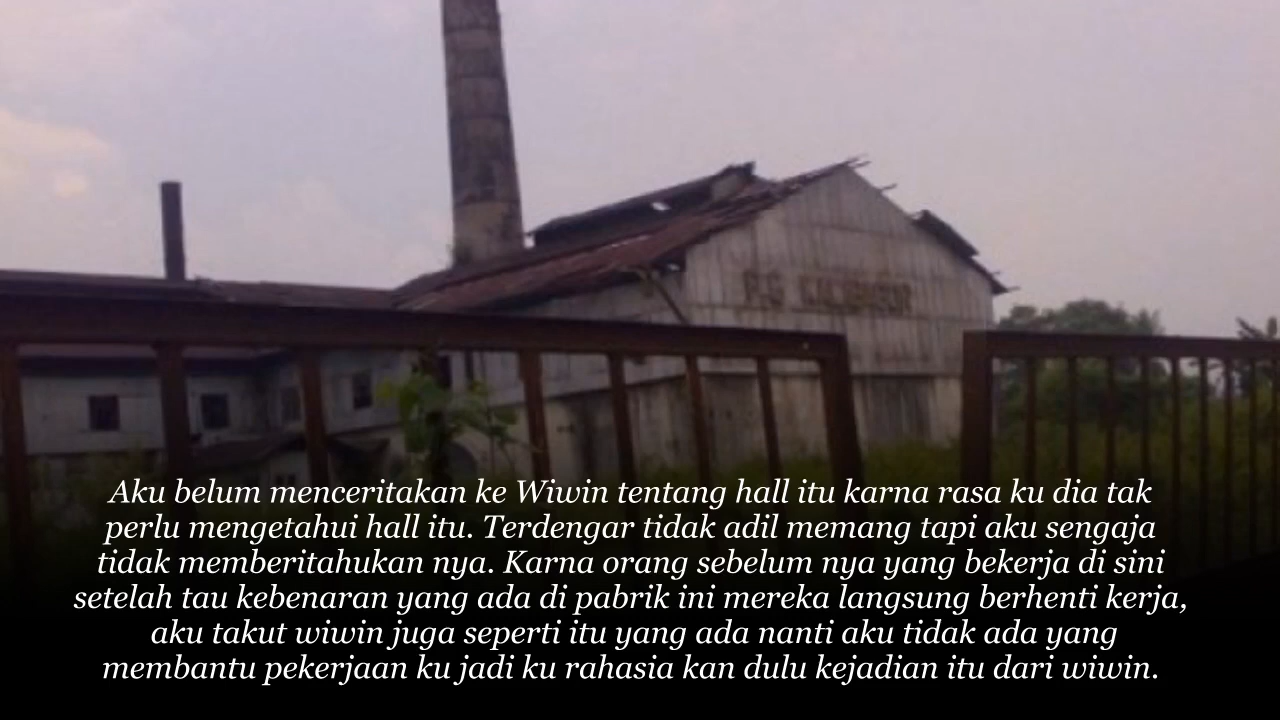 P.G KALIBAGOR
Aku belum menceritakan ke Wiwin tentang hall itu karna rasa ku dia tak
perlu mengetahui hall itu. Terdengar tidak adil memang tapi aku sengaja
tidak memberitahukan nya. Karna orang sebelum nya yang bekerja di sini
setelah tau kebenaran yang ada di pabrik ini mereka langsung berhenti kerja,
aku takut wiwin juga seperti itu yang ada nanti aku tidak ada yang
membantu pekerjaan ku jadi ku rahasia kan dulu kejadian itu dari wiwin.